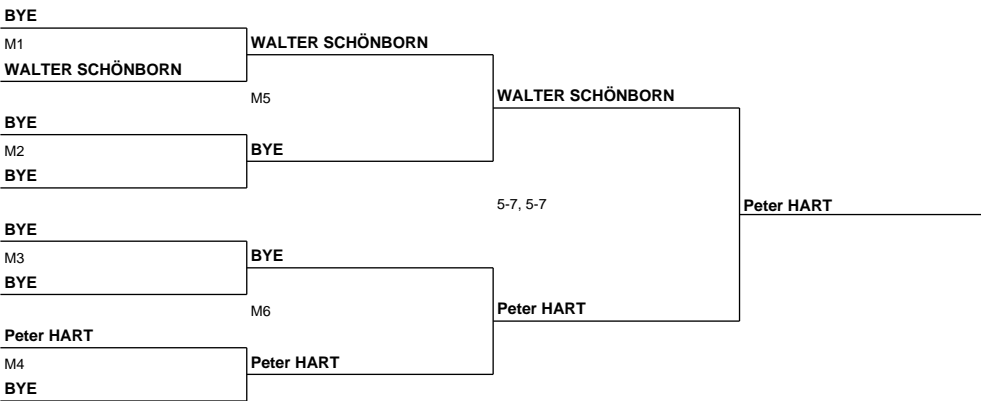 BYE
M1
WALTER SCHÖNBORN
WALTER SCHÖNBORN
M5
WALTER SCHÖNBORN
BYE
M2
BYE
BYE
5-7, 5-7
Peter HART
BYE
M3
BYE
BYE
M6
Peter HART
Peter HART
M4
Peter HART
BYE